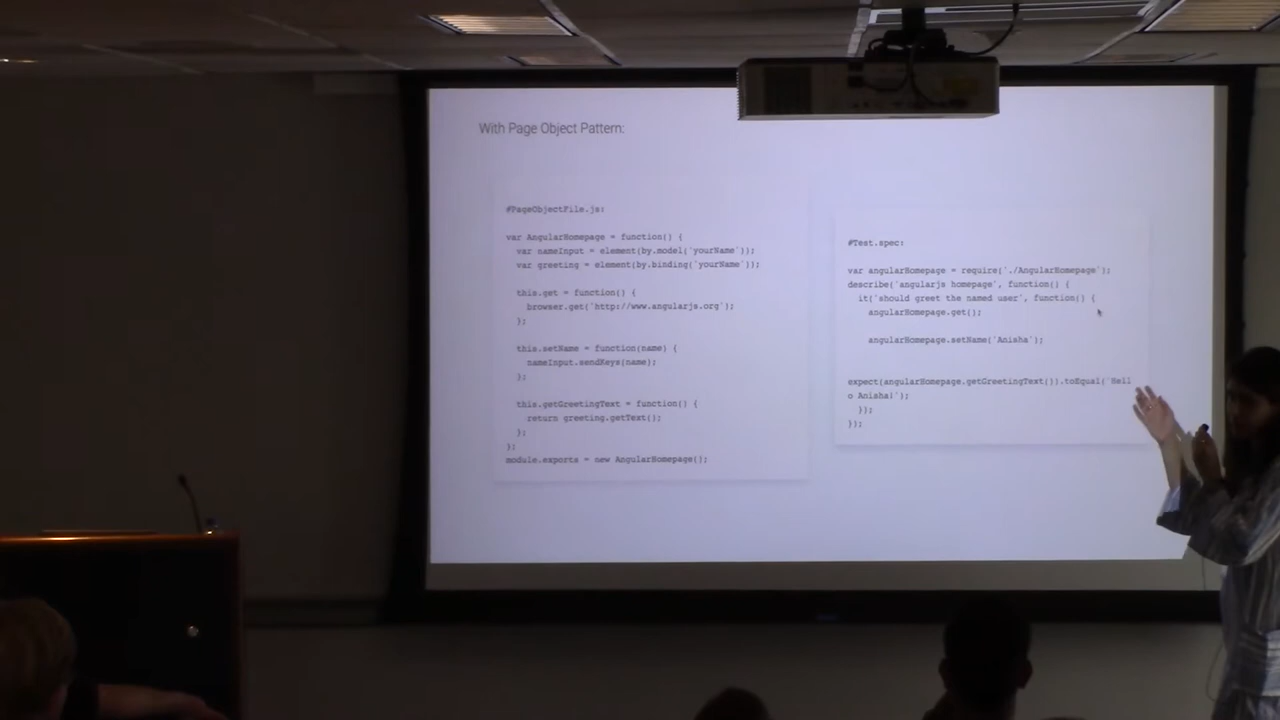 With Page Object Pattern:
#PageObjectFile.js:
var AngularHomepage = function() {
var nameInput = element(by.model('yourName'));
var greeting = element(by.binding('yourName'));
this.get = function() {
browser.get('http://www.angularjs.org');
};
this.setName = function(name) {
nameInput.sendKeys(name);
};
this.getGreetingText = function() {
return greeting.getText();
};
};
module.exports = new AngularHomepage();
#Test.spec:
var angularHomepage = require('./AngularHomepage');
describe('angularjs homepage', function() {
it('should greet the named user', function() {
angularHomepage.get();
angularHomepage.setName('Anisha');
expect(angularHomepage.getGreetingText()).toEqual('Hell
o Anisha!');
});
});